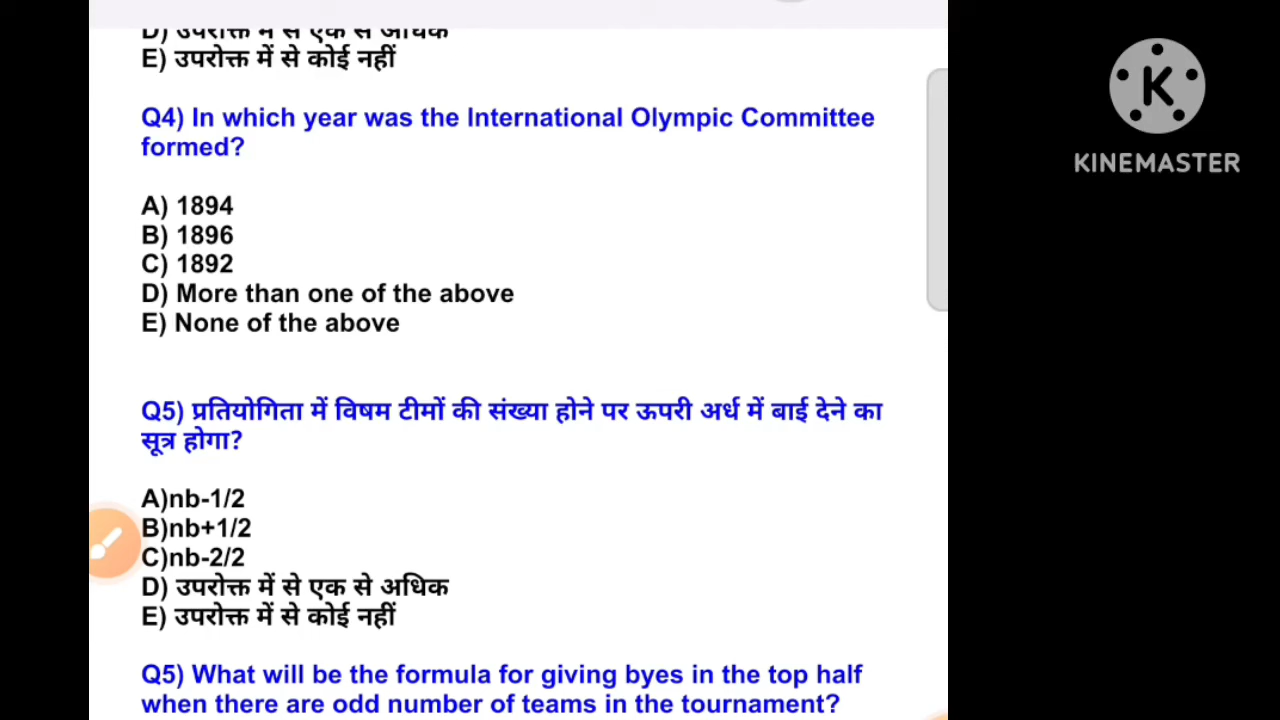 D) उपरोक्त में से एक से अधिक
E) उपरोक्त में से कोई नहीं
Q4) In which year was the International Olympic Committee
formed?
A) 1894
B) 1896
C) 1892
D) More than one of the above
E) None of the above
Q5) प्रतियोगिता में विषम टीमों की संख्या होने पर ऊपरी अर्ध में बाई देने का
सूत्र होगा?
A)nb-1/2
B)nb+1/2
C)nb-2/2
D) उपरोक्त में से एक से अधिक
E) उपरोक्त में से कोई नहीं
Q5) What will be the formula for giving byes in the top half
when there are odd number of teams in the tournament?
K
KINEMASTER